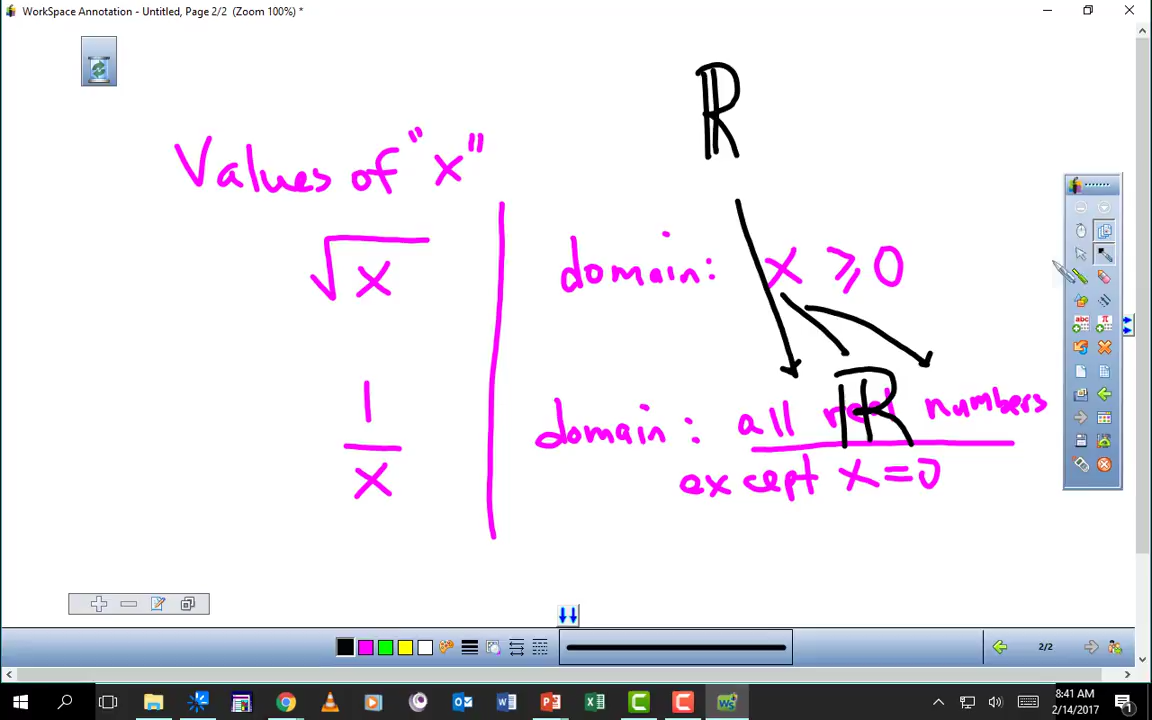 WorkSpace Annotation - Untitled, Page 2/2 (Zoom 100%) *
ℝ
Values of "x"
√x
domain: x ⩾ 0
1/x
domain: all real numbers
ℝ
except x = 0
abc
π
2/2
8:41 AM
2/14/2017